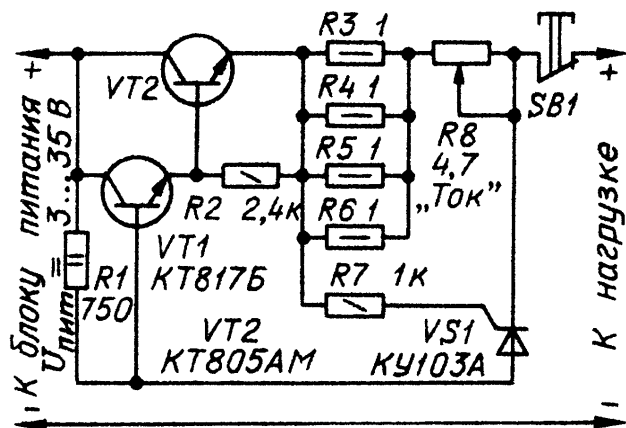 К блоку питания
Uпит = 3...35 В
+
−
VT2
R1
750
VT1
КТ817Б
VT2
КТ805АМ
R2 2,4к
R3 1
R4 1
R5 1
R6 1
R7 1к
R8
4,7
„Ток”
SB1
VS1
КУ103А
+
К нагрузке
−